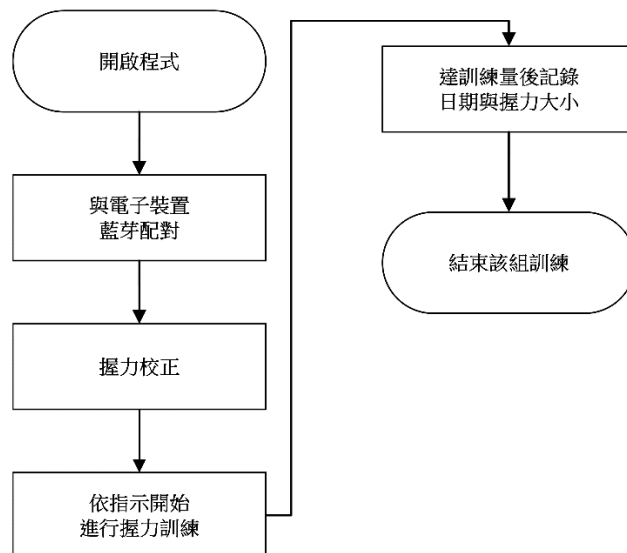 開啟程式
與電子裝置
藍芽配對
握力校正
依指示開始
進行握力訓練
達訓練量後記錄
日期與握力大小
結束該組訓練